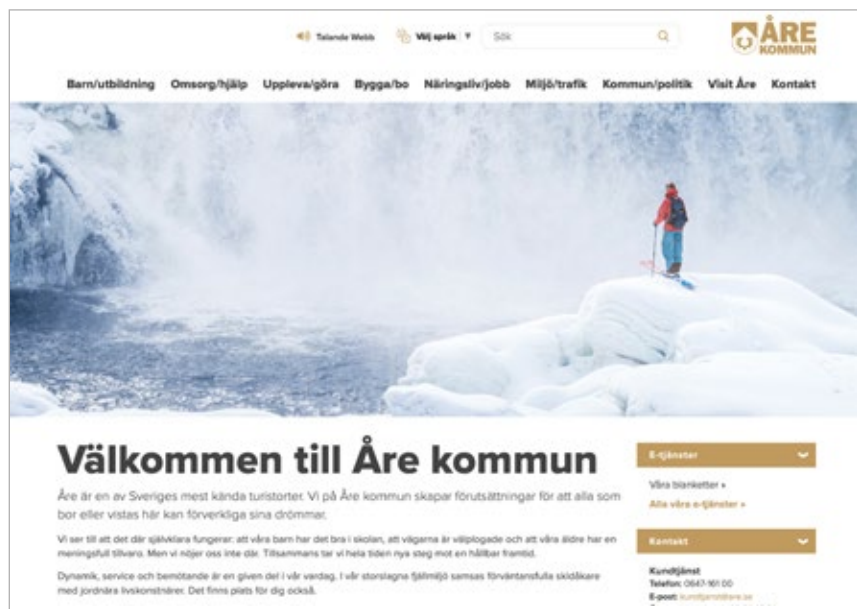 Talande Webb Välj språk ▼ Sök
ÅRE
KOMMUN
Barn/utbildning Omsorg/hjälp Uppleva/göra Bygga/bo Näringsliv/jobb Miljö/trafik Kommun/politik Visit Åre Kontakt
Välkommen till Åre kommun
Åre är en av Sveriges mest kända turistorter. Vi på Åre kommun skapar förutsättningar för att alla som
bor eller vistas här kan förverkliga sina drömmar.
Vi ser till att det där självklara fungerar: att våra barn har det bra i skolan, att vägarna är välplogade och att våra äldre har en
meningsfull tillvaro. Men vi nöjer oss inte där. Tillsammans tar vi hela tiden nya steg mot en hållbar framtid.
Dynamik, service och bemötande är en given del i vår vardag. I vår storslagna fjällmiljö samsas förväntansfulla skidåkare
med jordnära livskonstnärer. Det finns plats för dig också.
E-tjänster
Våra blanketter »
Alla våra e-tjänster »
Kontakt
Kundtjänst
Telefon: 0647-161 00
E-post: kundtjanst@are.se